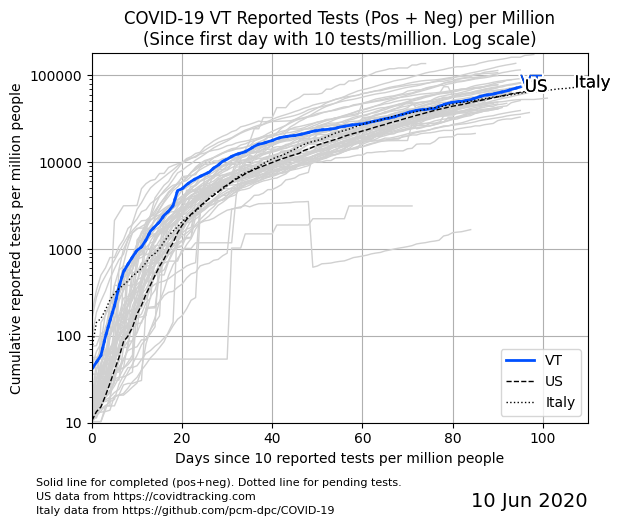 COVID-19 VT Reported Tests (Pos + Neg) per Million
(Since first day with 10 tests/million. Log scale)
Cumulative reported tests per million people
100000
10000
1000
100
10
VT
US
Italy
VT
US
Italy
0
20
40
60
80
100
Days since 10 reported tests per million people
Solid line for completed (pos+neg). Dotted line for pending tests.
US data from https://covidtracking.com
Italy data from https://github.com/pcm-dpc/COVID-19
10 Jun 2020